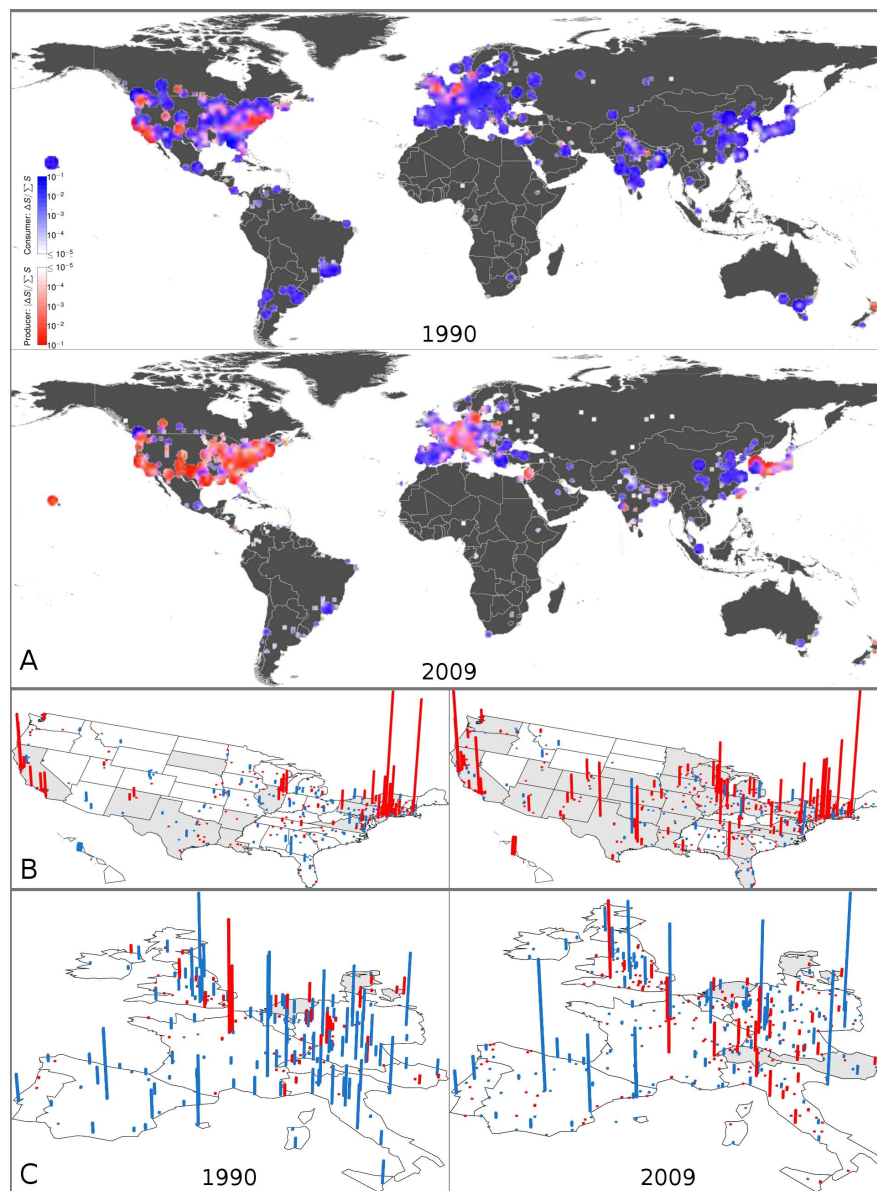 Consumer: ΔS/∑S
10⁻¹
10⁻²
10⁻³
10⁻⁴
≤ 10⁻⁵
Producer: |ΔS|/∑S
≤ 10⁻⁵
10⁻⁴
10⁻³
10⁻²
10⁻¹
1990
A
2009
B
C
1990
2009